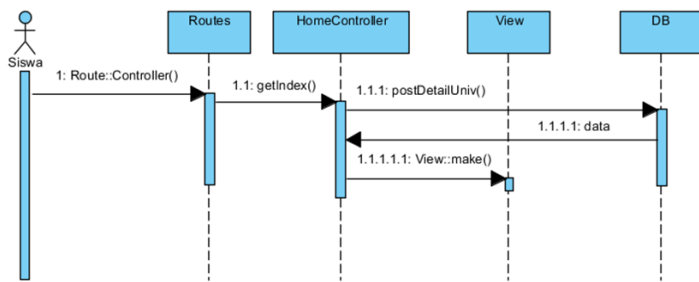 Routes
HomeController
View
DB
Siswa
1: Route::Controller()
1.1: getIndex()
1.1.1: postDetailUniv()
1.1.1.1: data
1.1.1.1.1: View::make()